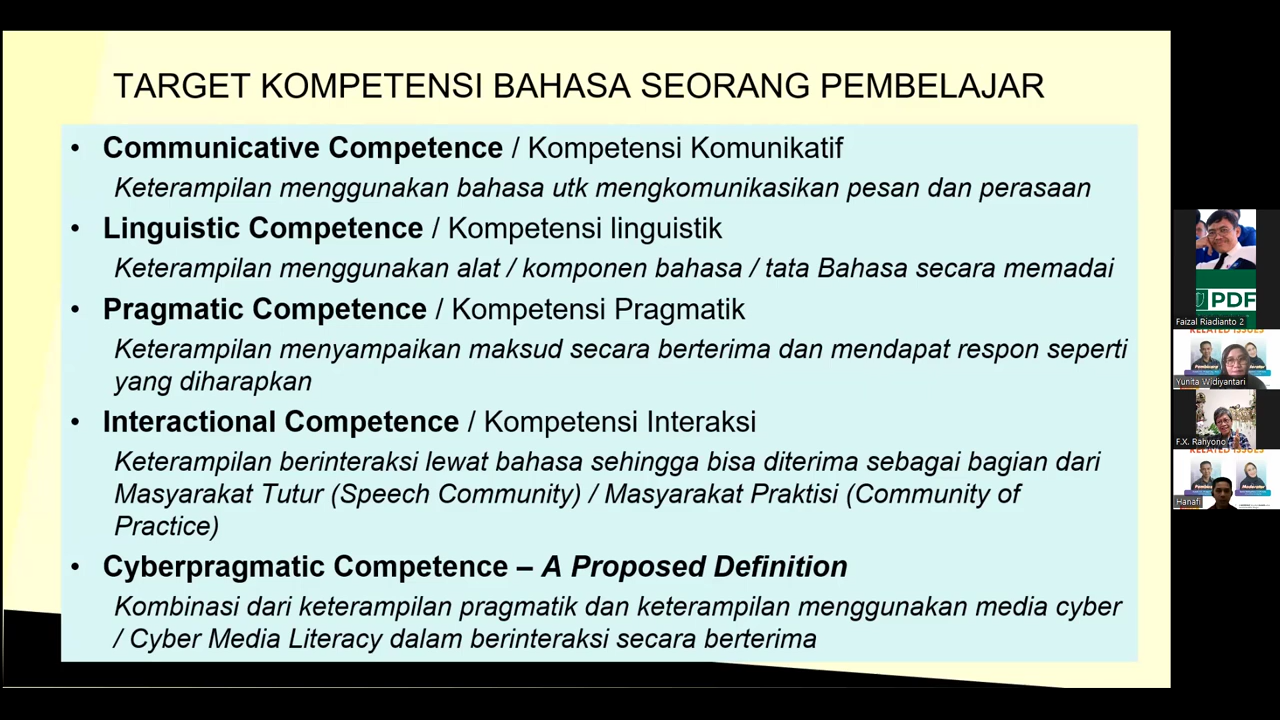 TARGET KOMPETENSI BAHASA SEORANG PEMBELAJAR
• Communicative Competence / Kompetensi Komunikatif
Keterampilan menggunakan bahasa utk mengkomunikasikan pesan dan perasaan
• Linguistic Competence / Kompetensi linguistik
Keterampilan menggunakan alat / komponen bahasa / tata Bahasa secara memadai
• Pragmatic Competence / Kompetensi Pragmatik
Keterampilan menyampaikan maksud secara berterima dan mendapat respon seperti
yang diharapkan
• Interactional Competence / Kompetensi Interaksi
Keterampilan berinteraksi lewat bahasa sehingga bisa diterima sebagai bagian dari
Masyarakat Tutur (Speech Community) / Masyarakat Praktisi (Community of
Practice)
• Cyberpragmatic Competence – A Proposed Definition
Kombinasi dari keterampilan pragmatik dan keterampilan menggunakan media cyber
/ Cyber Media Literacy dalam berinteraksi secara berterima
PDF
Faizal Riadianto 2
RELATED ISSUES
Yunita Widiyantari
F.X. Rahyono
RELATED ISSUES
Moderator
Hanafi